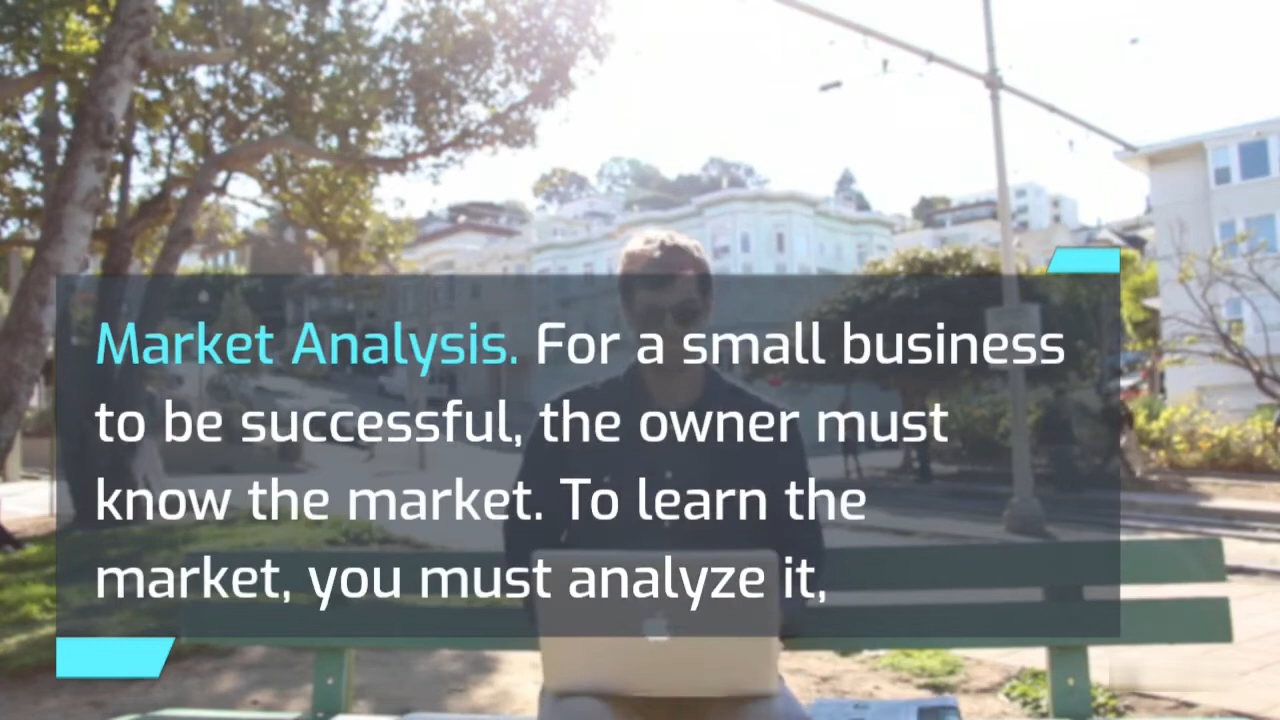 Market Analysis. For a small business
to be successful, the owner must
know the market. To learn the
market, you must analyze it,